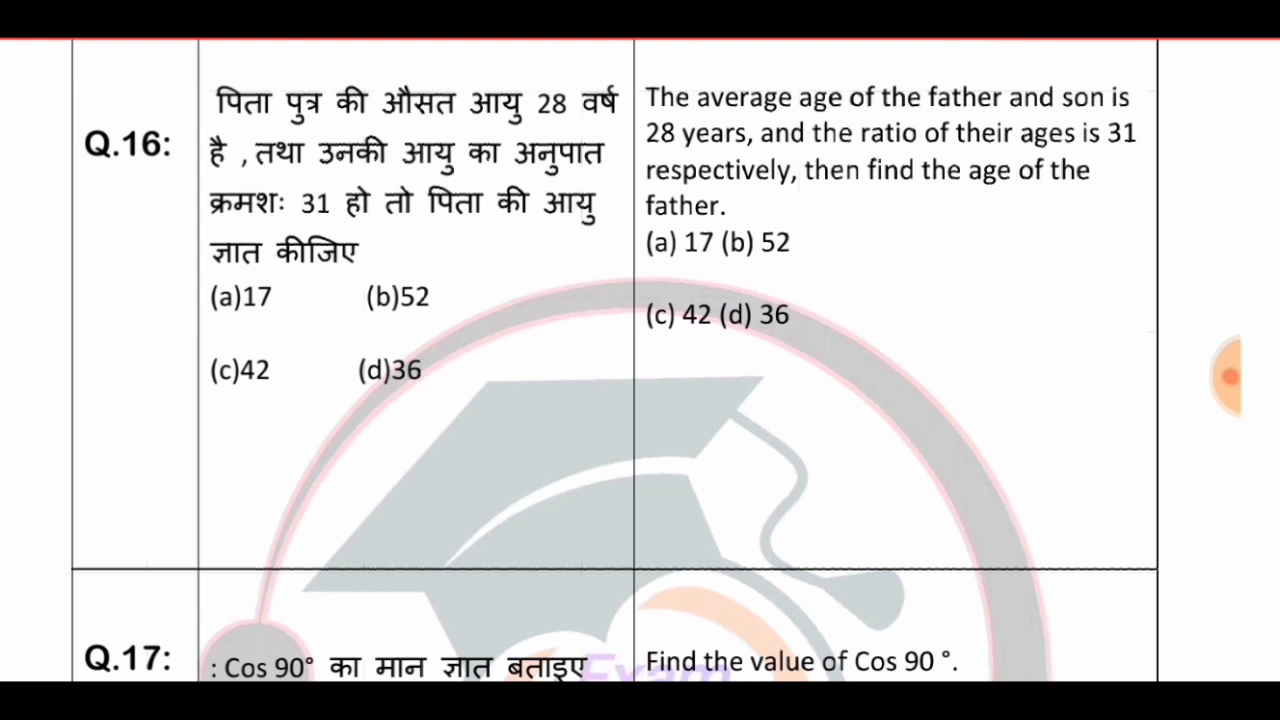 Q.16:
पिता पुत्र की औसत आयु 28 वर्ष
है , तथा उनकी आयु का अनुपात
क्रमशः 31 हो तो पिता की आयु
ज्ञात कीजिए
(a)17 (b)52
(c)42 (d)36
The average age of the father and son is
28 years, and the ratio of their ages is 31
respectively, then find the age of the
father.
(a) 17 (b) 52
(c) 42 (d) 36
Q.17:
: Cos 90° का मान ज्ञात बताइए
Find the value of Cos 90 °.
Exam